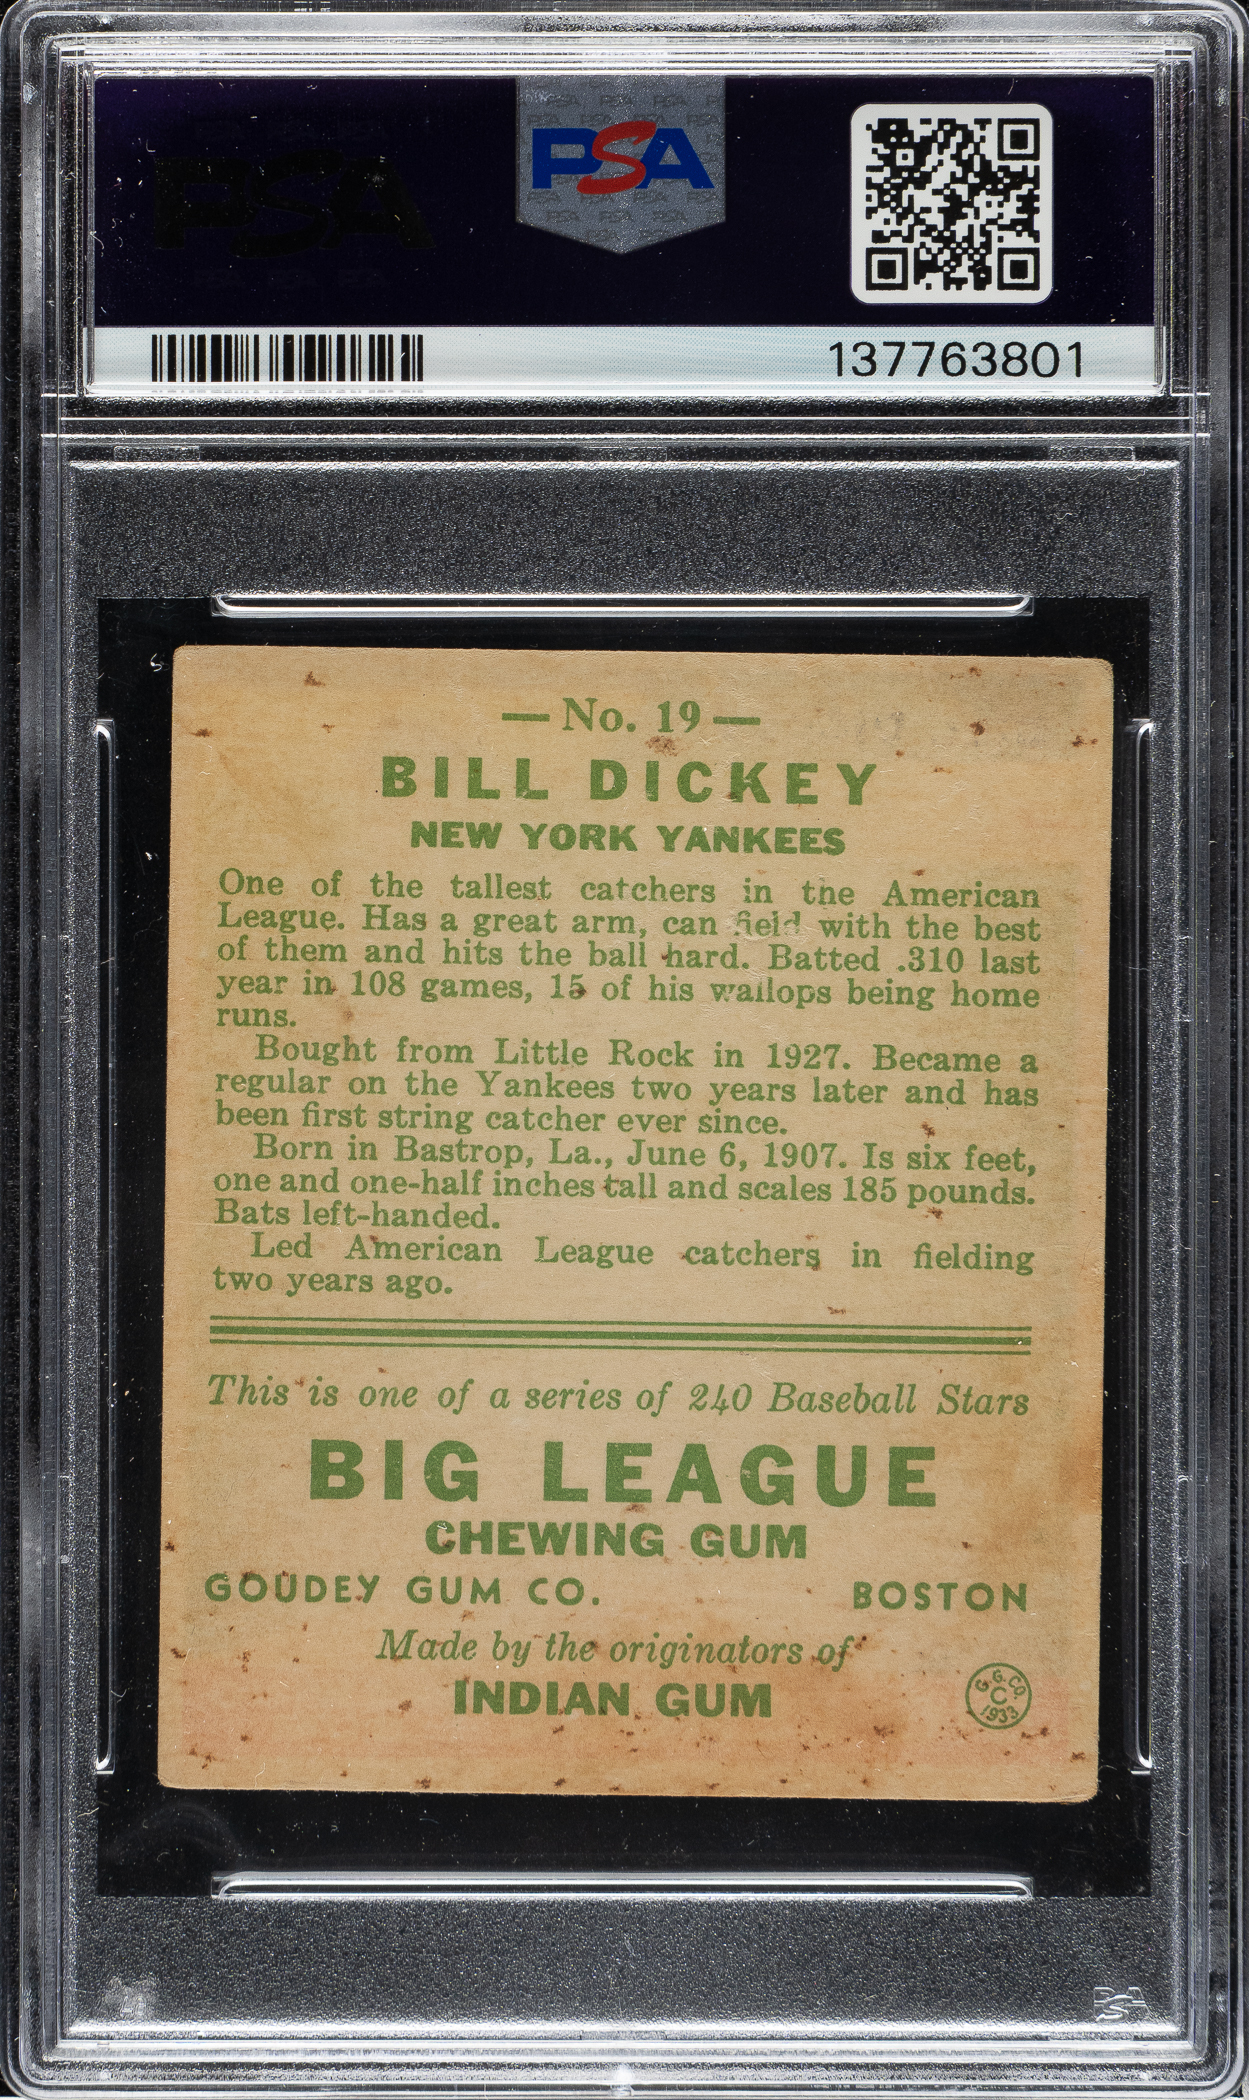 PSA
137763801
— No. 19 —
BILL DICKEY
NEW YORK YANKEES
One of the tallest catchers in the American
League. Has a great arm, can field with the best
of them and hits the ball hard. Batted .310 last
year in 108 games, 15 of his wallops being home
runs.
Bought from Little Rock in 1927. Became a
regular on the Yankees two years later and has
been first string catcher ever since.
Born in Bastrop, La., June 6, 1907. Is six feet,
one and one-half inches tall and scales 185 pounds.
Bats left-handed.
Led American League catchers in fielding
two years ago.
This is one of a series of 240 Baseball Stars
BIG LEAGUE
CHEWING GUM
GOUDEY GUM CO. BOSTON
Made by the originators of
INDIAN GUM
G. G. CO.
C
1933
PSA